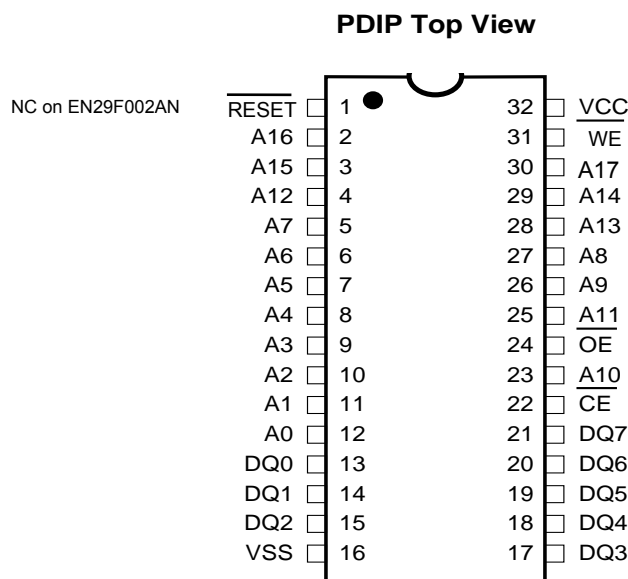 PDIP Top View
NC on EN29F002AN RESET 1 32 VCC
A16 2 31 WE
A15 3 30 A17
A12 4 29 A14
A7 5 28 A13
A6 6 27 A8
A5 7 26 A9
A4 8 25 A11
A3 9 24 OE
A2 10 23 A10
A1 11 22 CE
A0 12 21 DQ7
DQ0 13 20 DQ6
DQ1 14 19 DQ5
DQ2 15 18 DQ4
VSS 16 17 DQ3